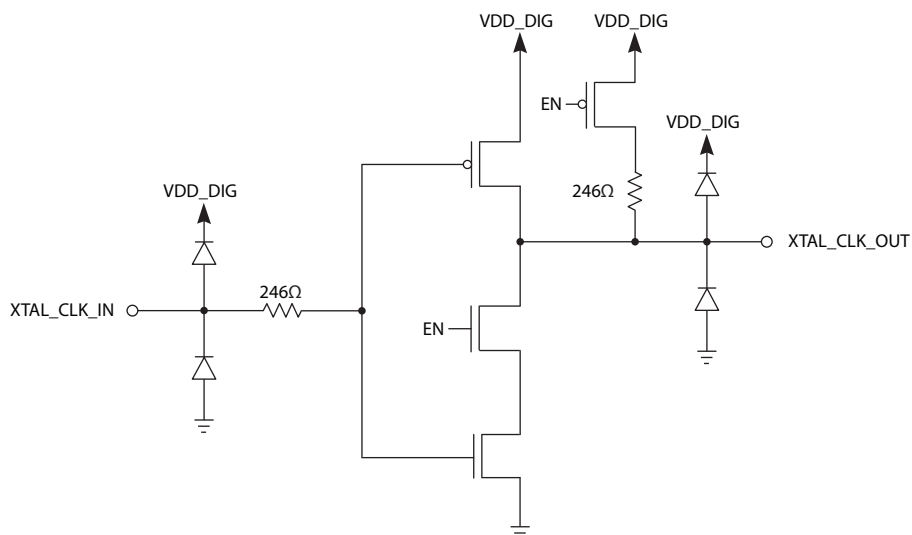 VDD_DIG
VDD_DIG
EN
VDD_DIG
VDD_DIG
246Ω
XTAL_CLK_OUT
246Ω
XTAL_CLK_IN
EN